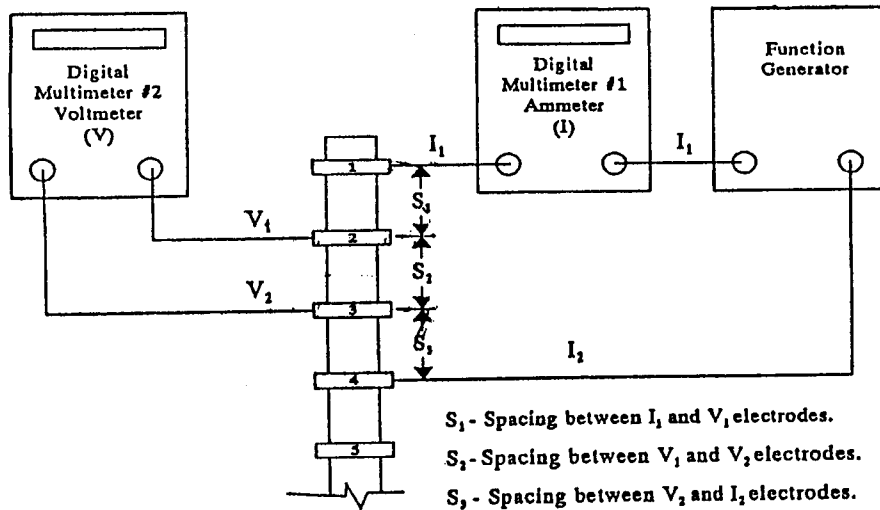 Digital
Multimeter #2
Voltmeter
(V)
Digital
Multimeter #1
Ammeter
(I)
Function
Generator
I₁
I₁
1
V₁
2
S₂
V₂
3
I₂
4
5
S₁ - Spacing between I₁ and V₁ electrodes.
S₂ - Spacing between V₁ and V₂ electrodes.
S₃ - Spacing between V₂ and I₂ electrodes.